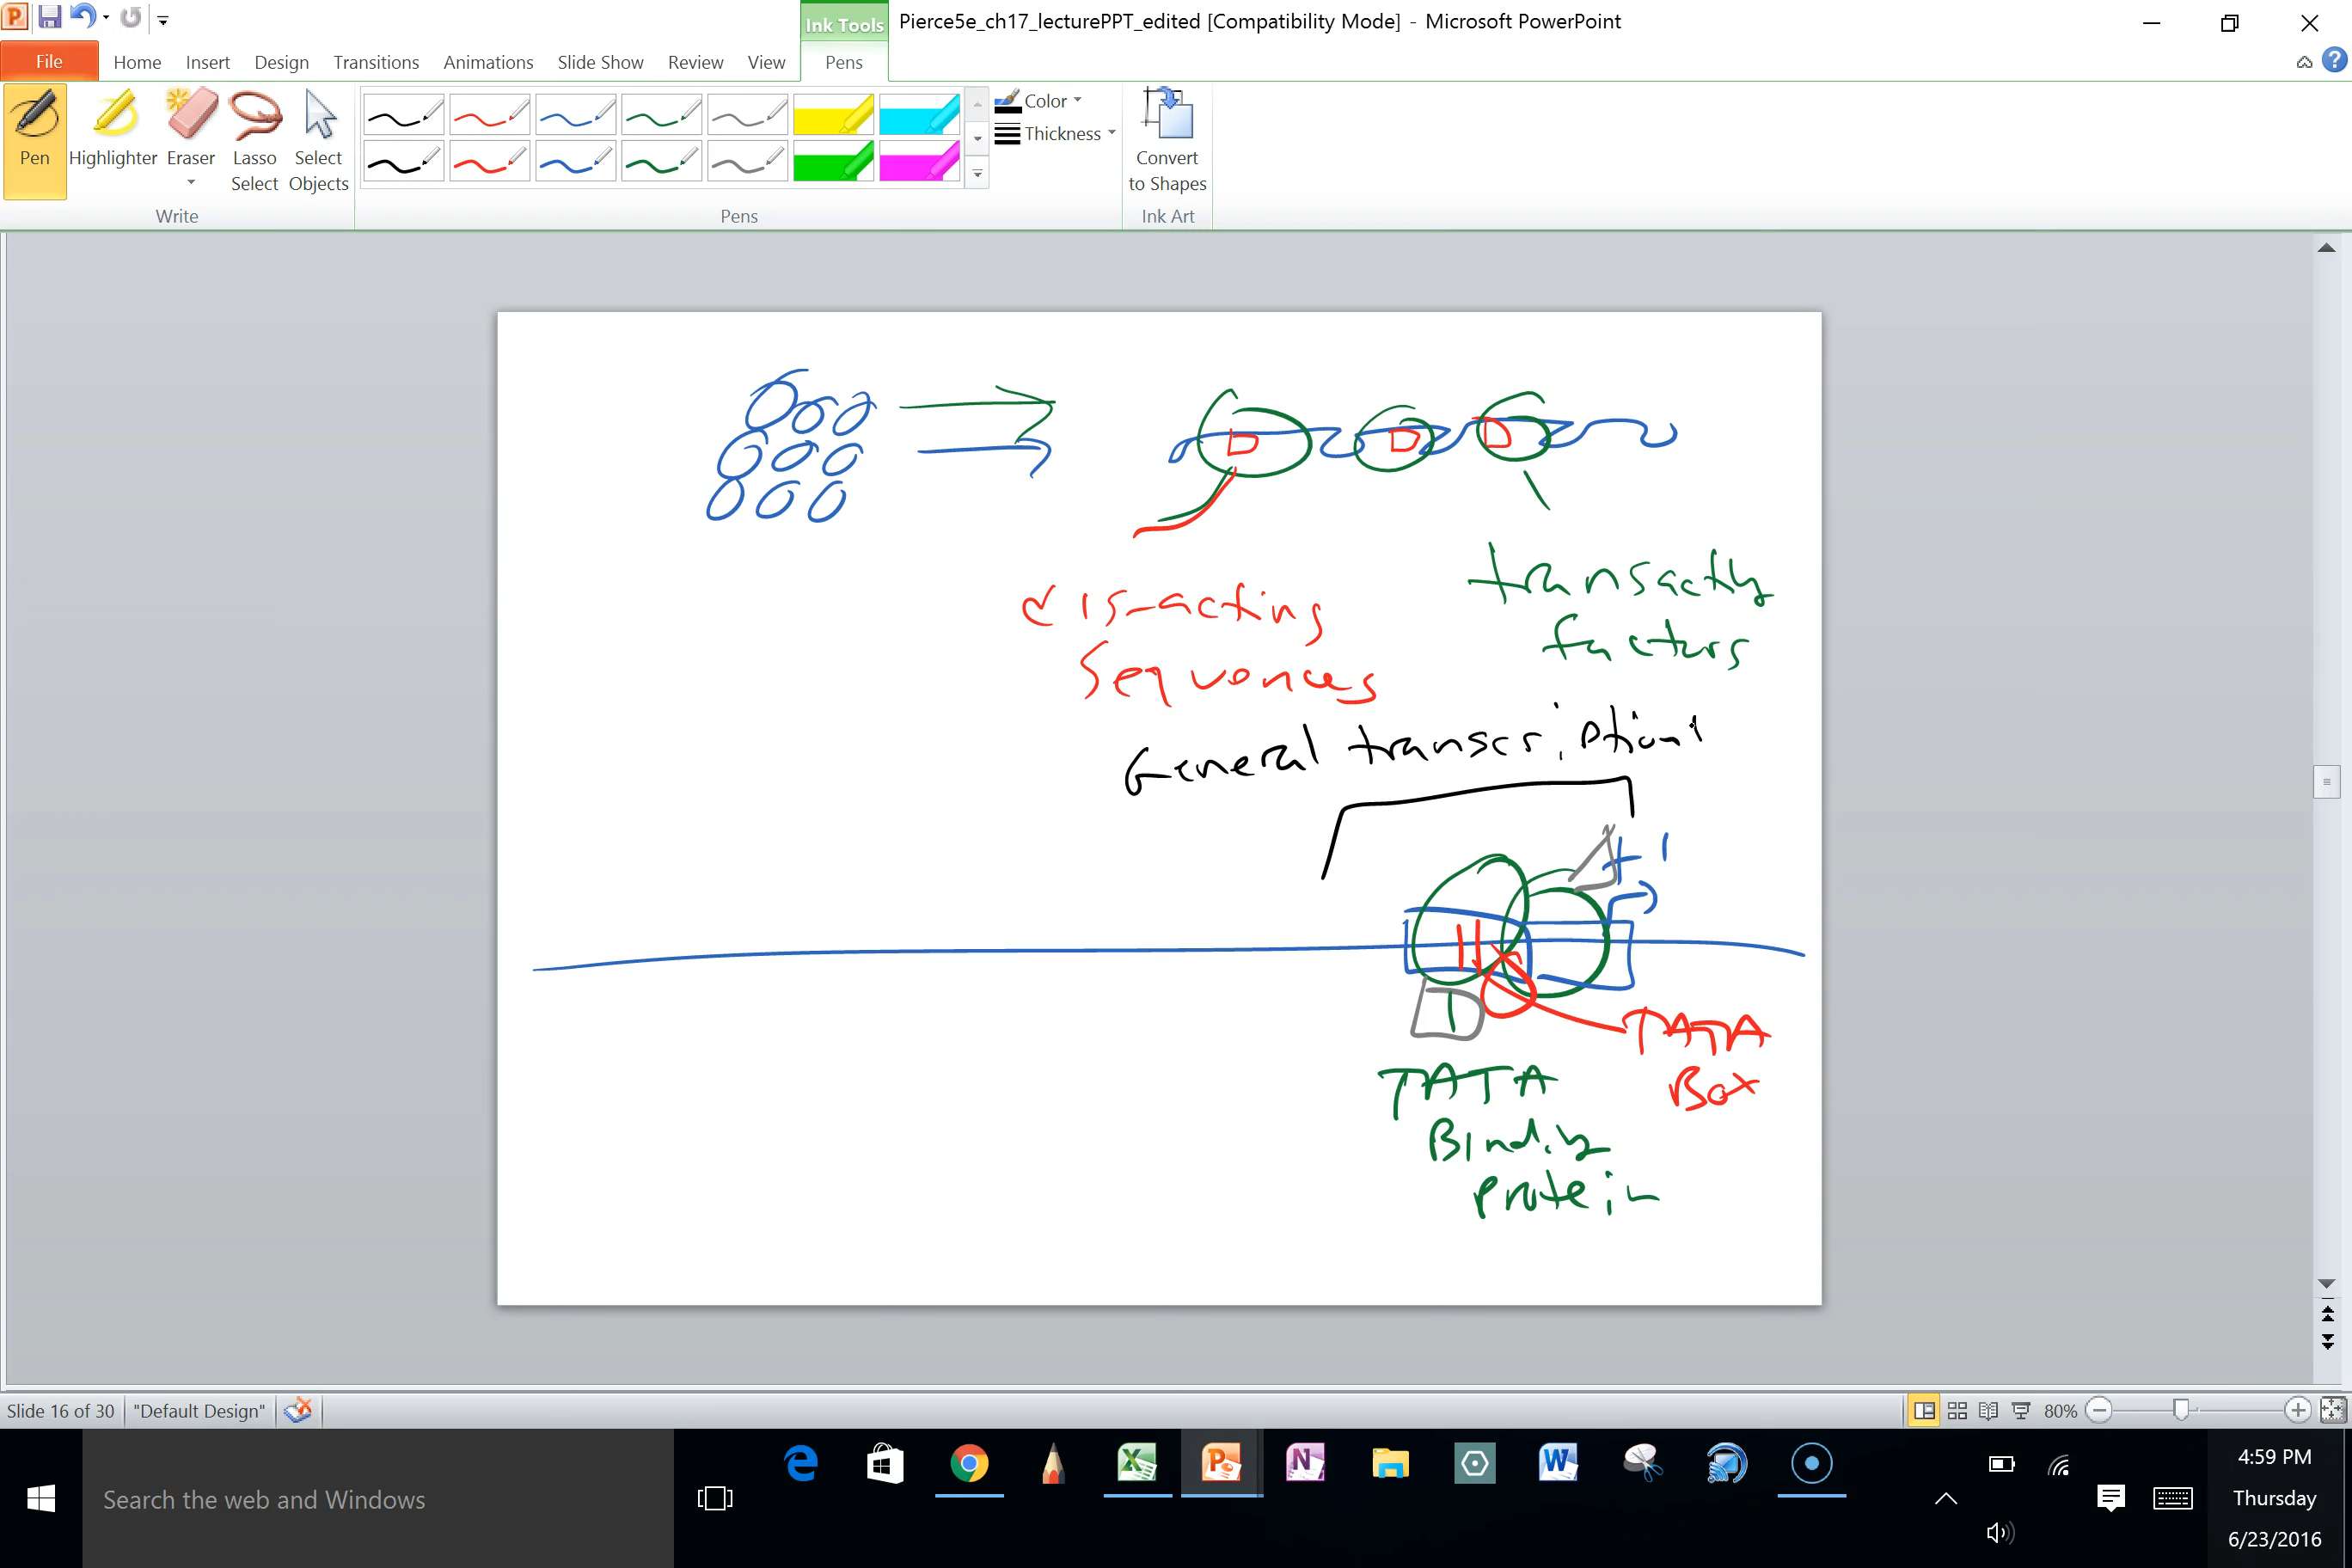 Ink Tools
Pierce5e_ch17_lecturePPT_edited [Compatibility Mode] - Microsoft PowerPoint
File Home Insert Design Transitions Animations Slide Show Review View Pens
Pen Highlighter Eraser Lasso Select Select Objects
Color
Thickness
Convert to Shapes
Write Pens Ink Art
cis-acting
sequences
transacting
factors
General transcription
+1
TATA
Box
TATA
Binding
protein
Slide 16 of 30 "Default Design" 80%
Search the web and Windows
4:59 PM
Thursday
6/23/2016